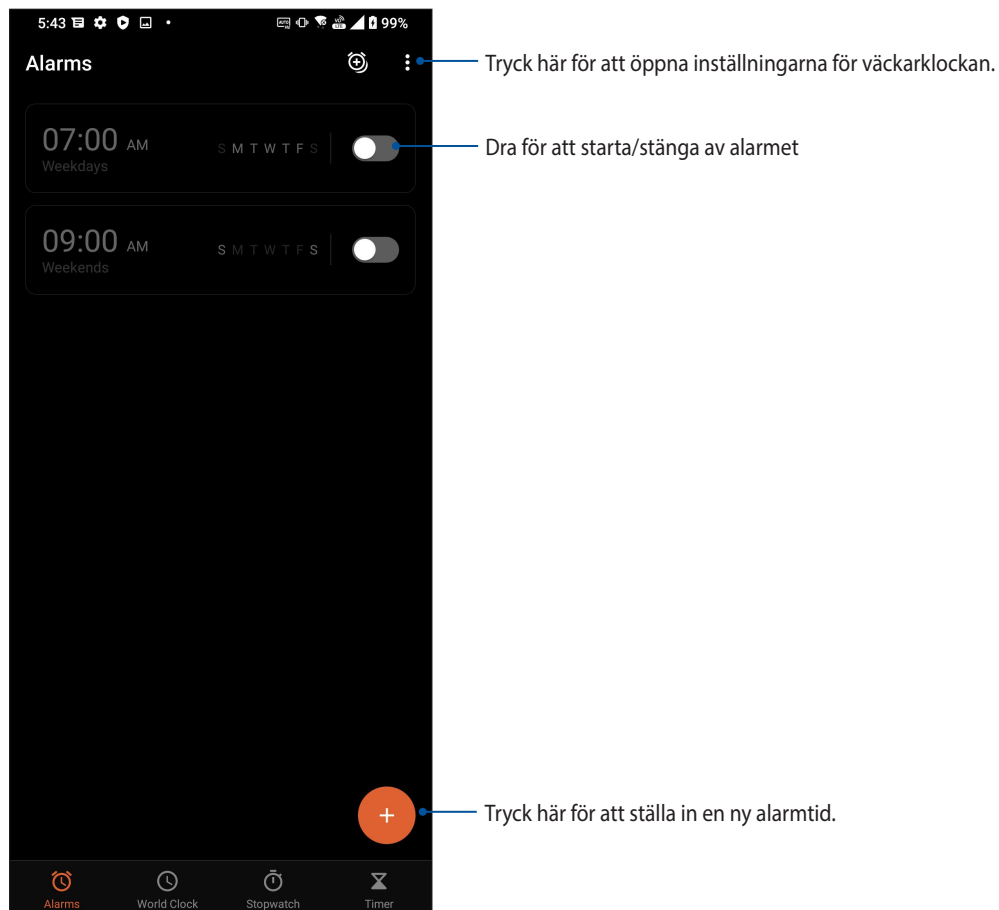 5:43 99%
Alarms
Tryck här för att öppna inställningarna för väckarklockan.
07:00 AM S M T W T F S
Weekdays
Dra för att starta/stänga av alarmet
09:00 AM S M T W T F S
Weekends
+
Tryck här för att ställa in en ny alarmtid.
Alarms World Clock Stopwatch Timer